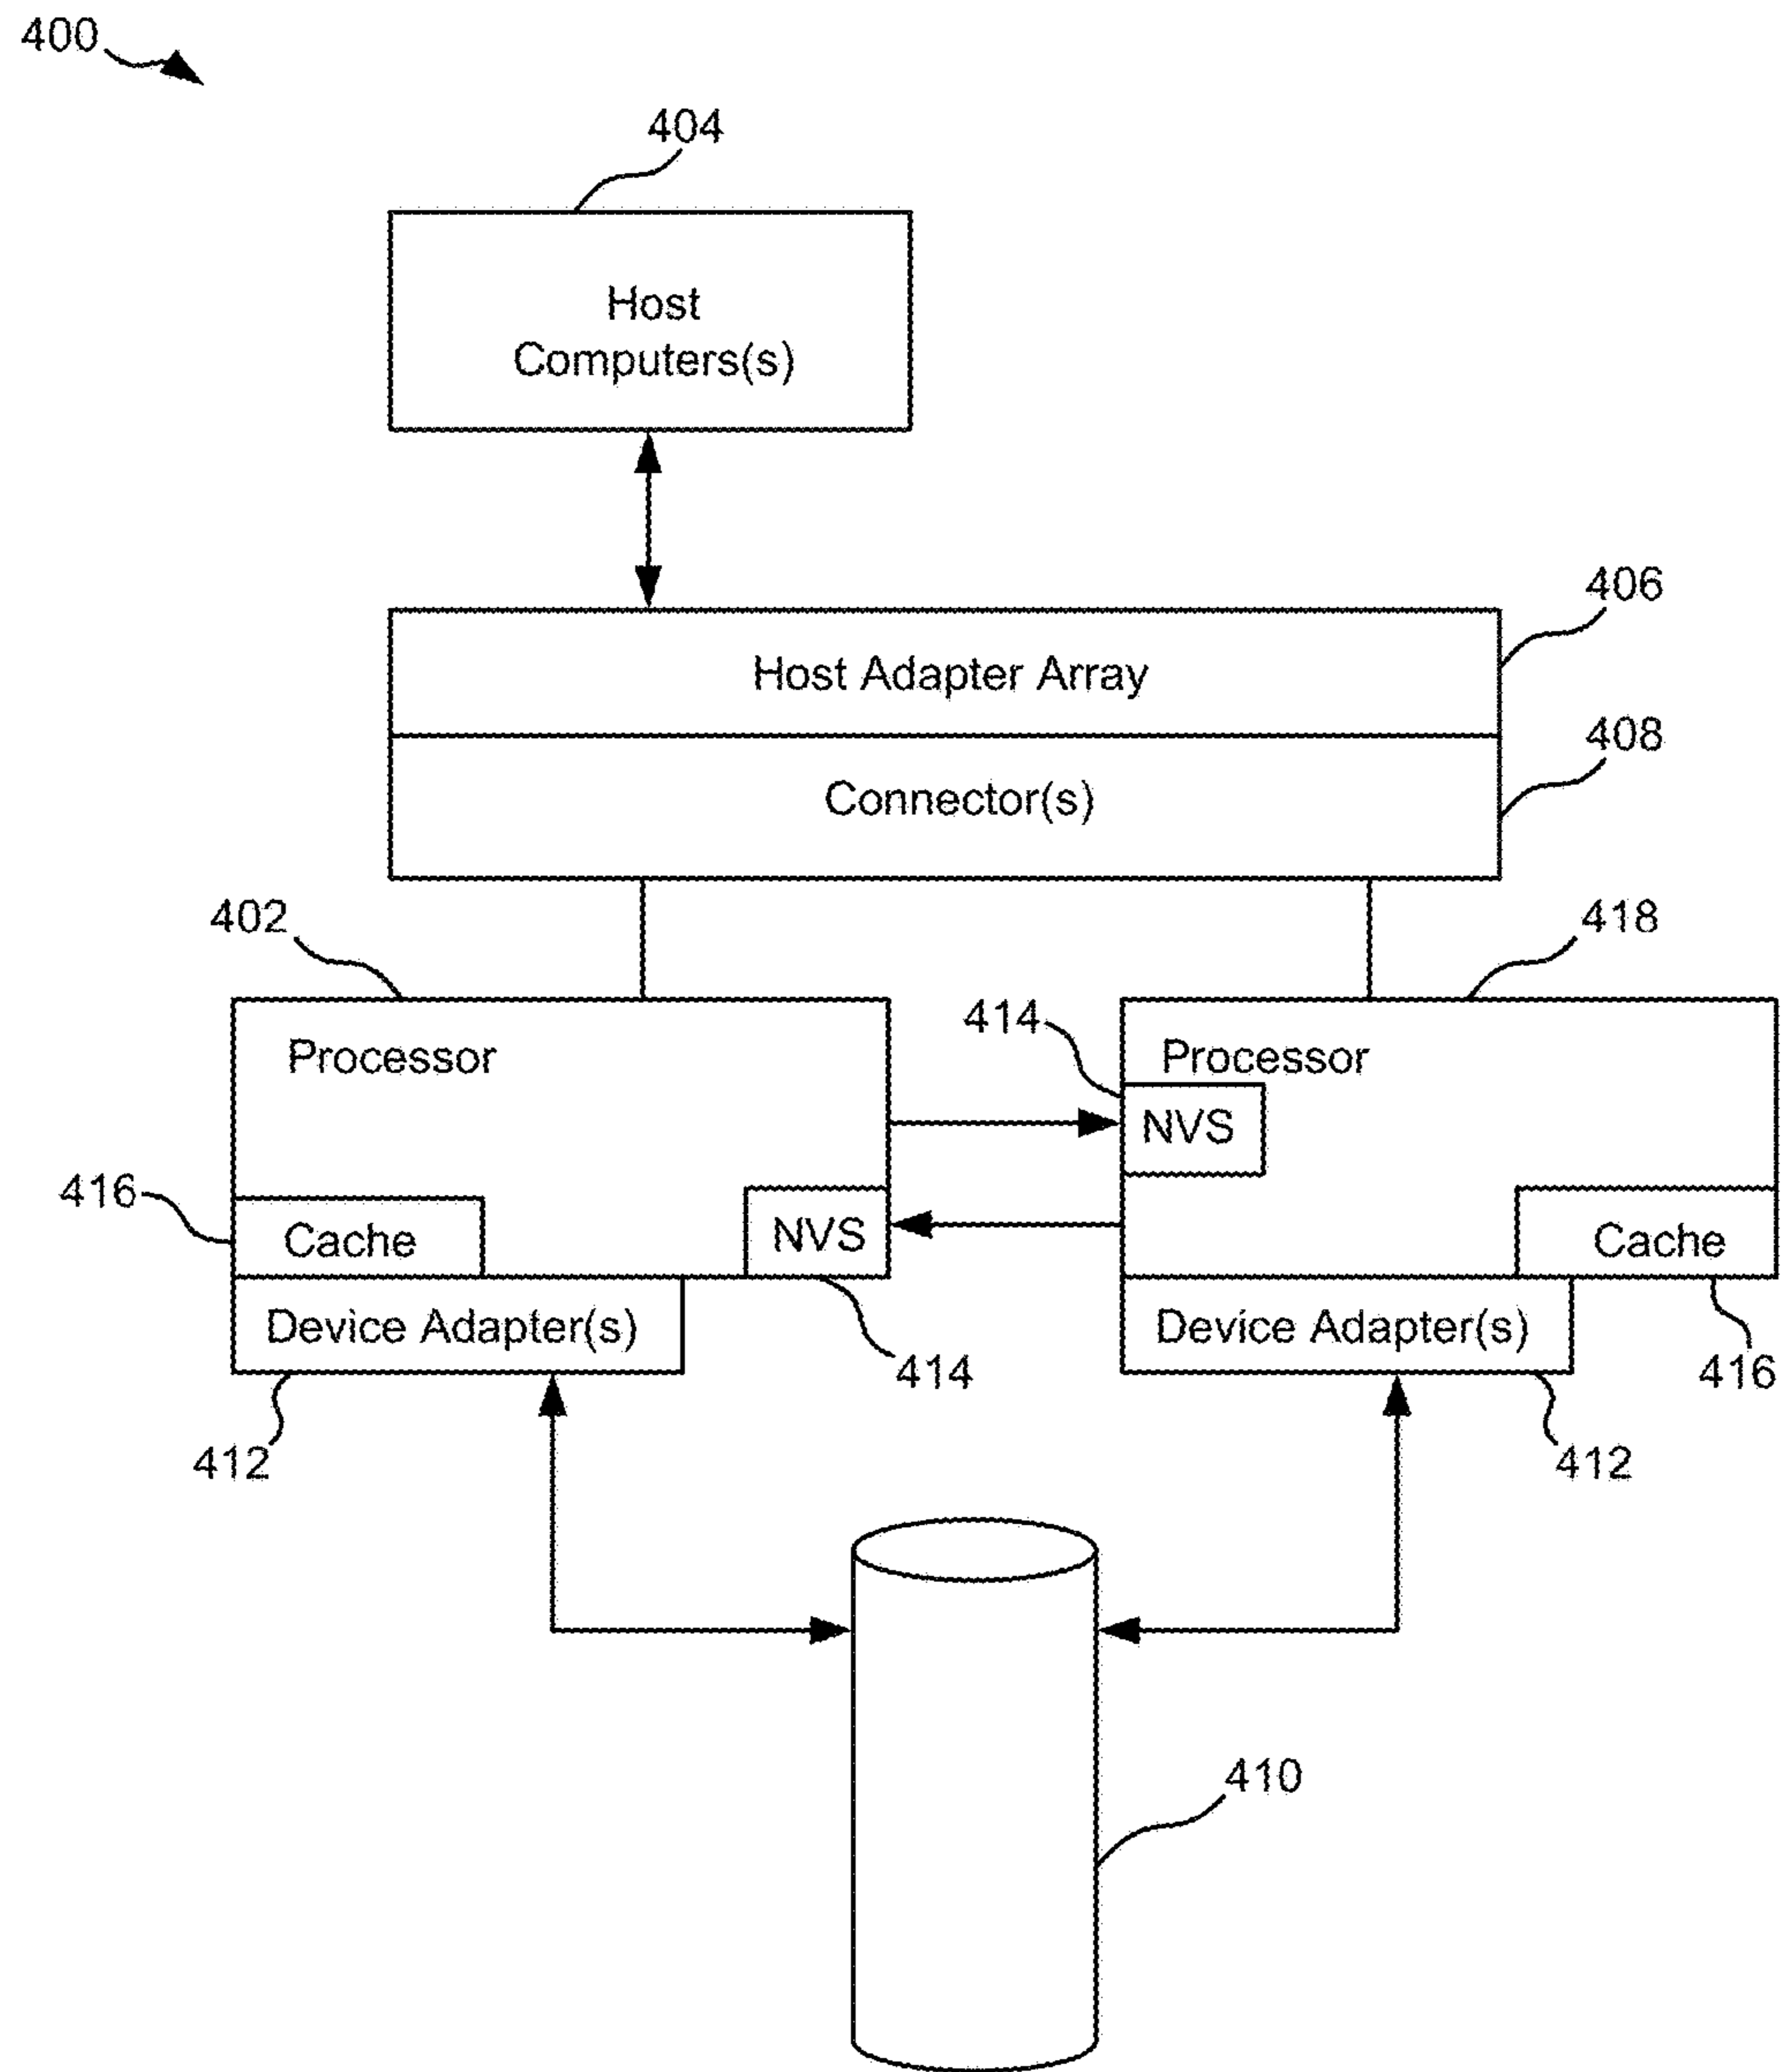 400
404
Host
Computers(s)
406
Host Adapter Array
408
Connector(s)
402
418
414
Processor
Processor
NVS
416
Cache
NVS
Cache
Device Adapter(s)
Device Adapter(s)
414
416
412
412
410